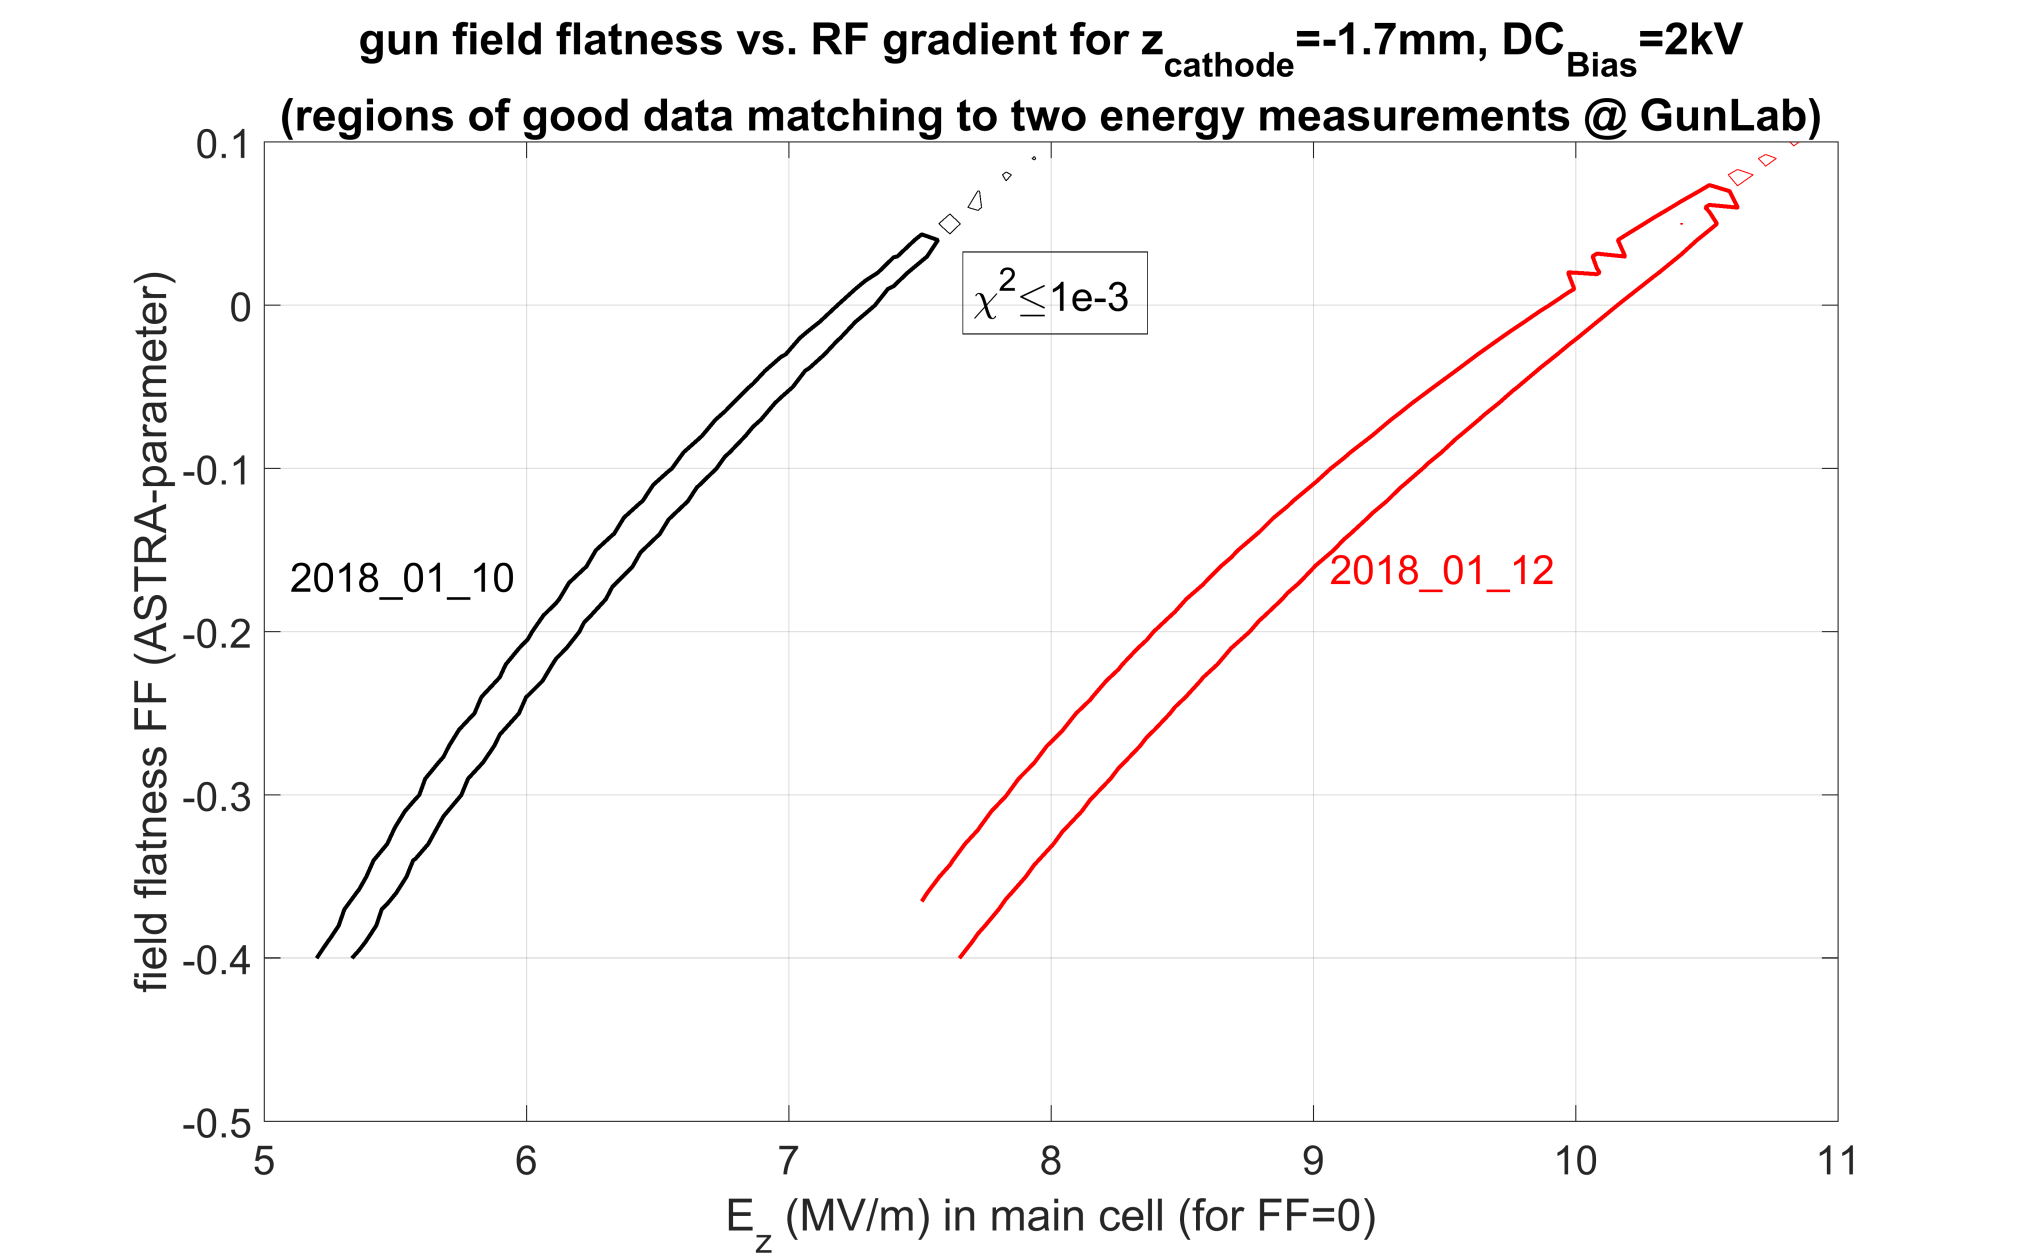 gun field flatness vs. RF gradient for z_cathode=-1.7mm, DC_Bias=2kV
(regions of good data matching to two energy measurements @ GunLab)
0.1
0
-0.1
-0.2
-0.3
-0.4
-0.5
field flatness FF (ASTRA-parameter)
χ²≤1e-3
2018_01_10
2018_01_12
5 6 7 8 9 10 11
E_z (MV/m) in main cell (for FF=0)